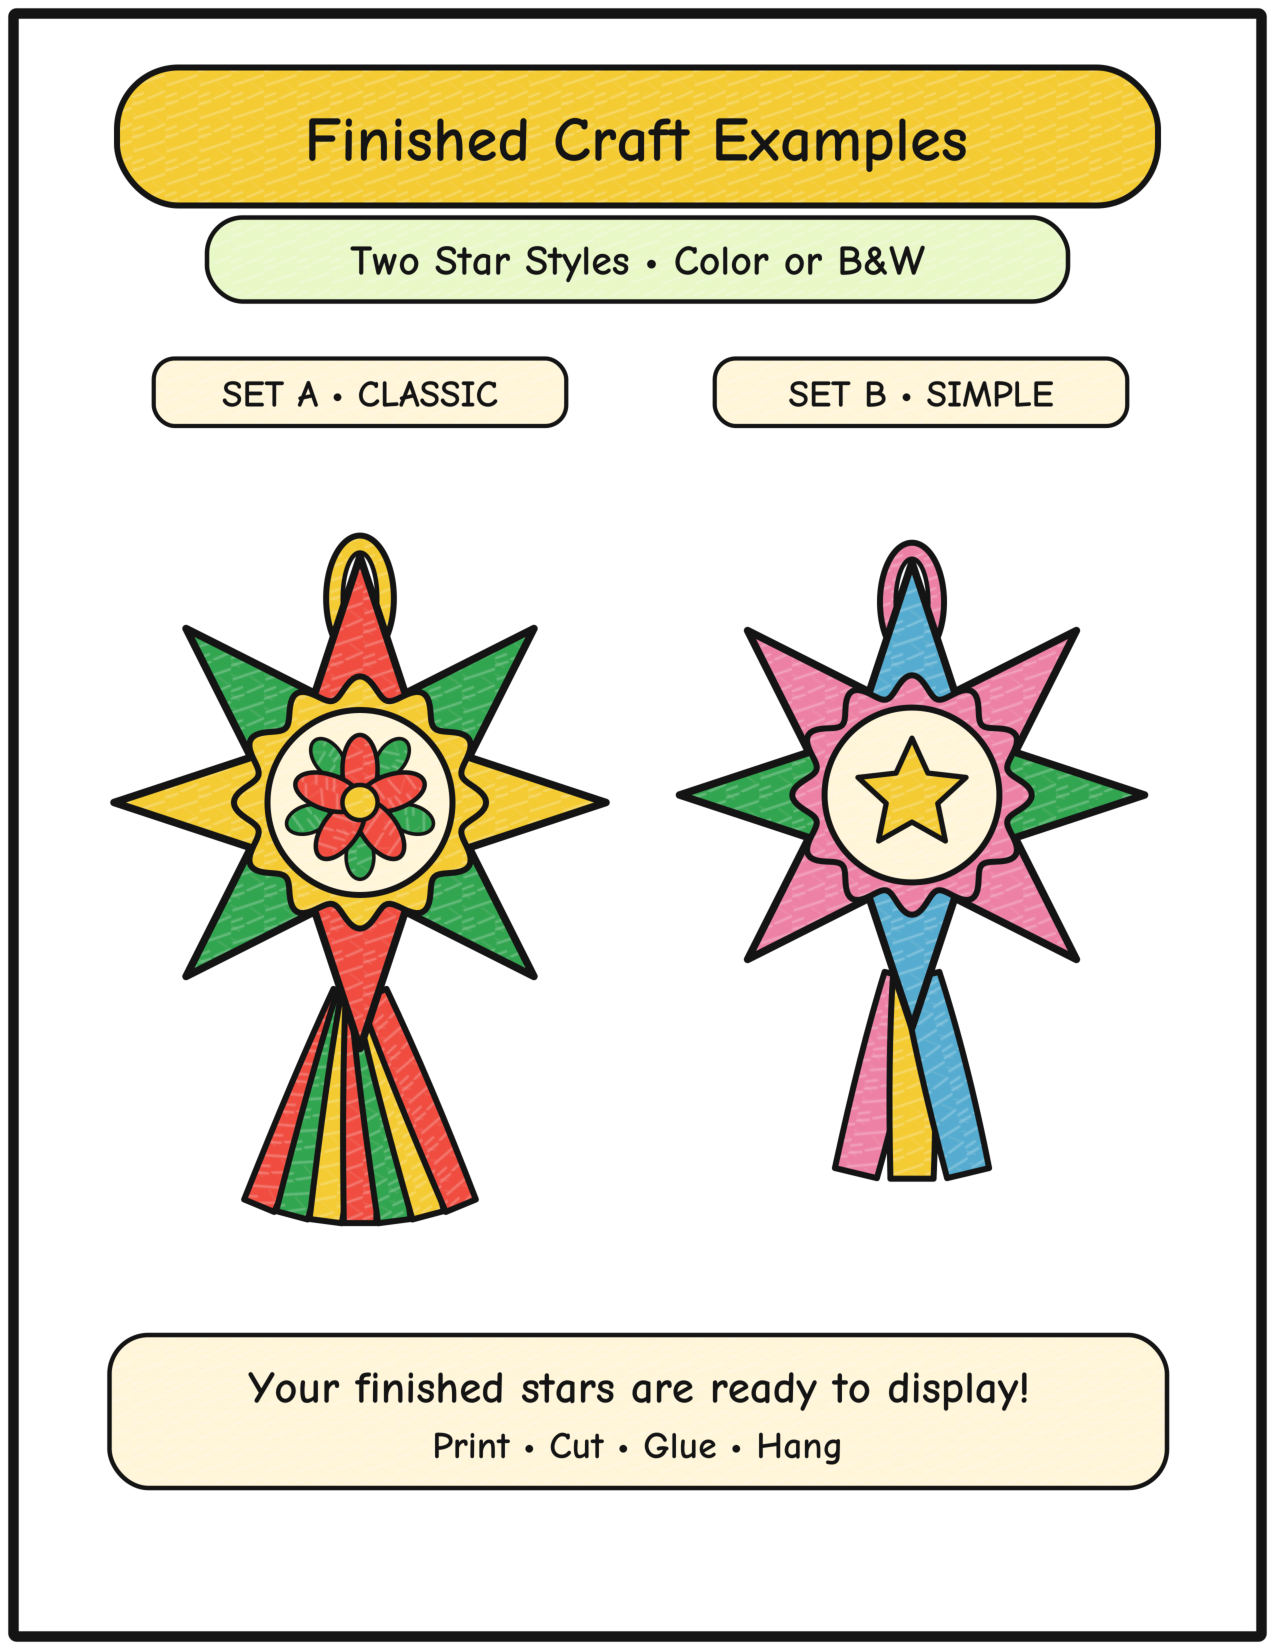 Finished Craft Examples
Two Star Styles • Color or B&W
SET A • CLASSIC
SET B • SIMPLE
Your finished stars are ready to display!
Print • Cut • Glue • Hang